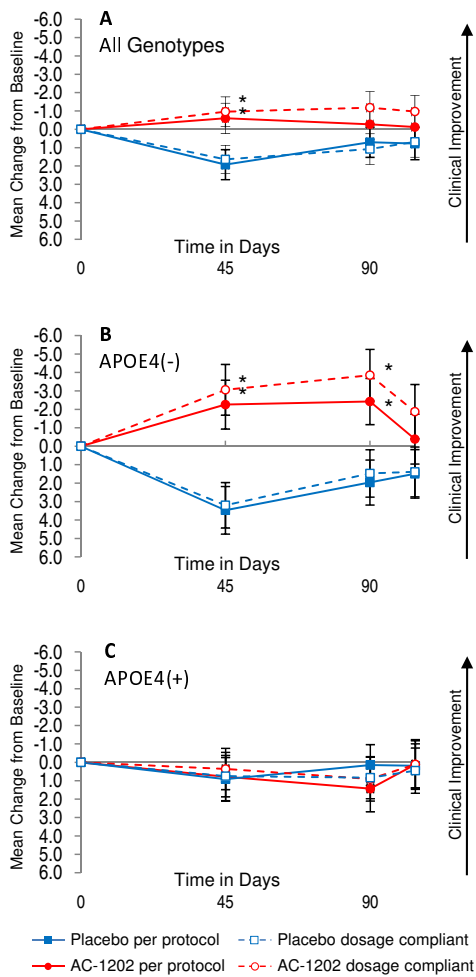 A
All Genotypes
Mean Change from Baseline
-6.0
-5.0
-4.0
-3.0
-2.0
-1.0
0.0
1.0
2.0
3.0
4.0
5.0
6.0
*
*
Clinical Improvement
Time in Days
0 45 90
B
APOE4(-)
Mean Change from Baseline
-6.0
-5.0
-4.0
-3.0
-2.0
-1.0
0.0
1.0
2.0
3.0
4.0
5.0
6.0
*
*
*
*
Clinical Improvement
Time in Days
0 45 90
C
APOE4(+)
Mean Change from Baseline
-6.0
-5.0
-4.0
-3.0
-2.0
-1.0
0.0
1.0
2.0
3.0
4.0
5.0
6.0
Clinical Improvement
Time in Days
0 45 90
Placebo per protocol Placebo dosage compliant
AC-1202 per protocol AC-1202 dosage compliant